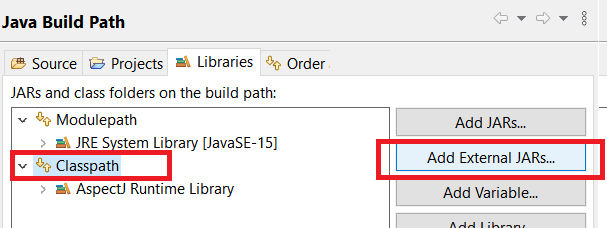 Java Build Path
Source Projects Libraries Order
JARs and class folders on the build path:
Modulepath
JRE System Library [JavaSE-15]
Classpath
AspectJ Runtime Library
Add JARs...
Add External JARs...
Add Variable...
Add Library